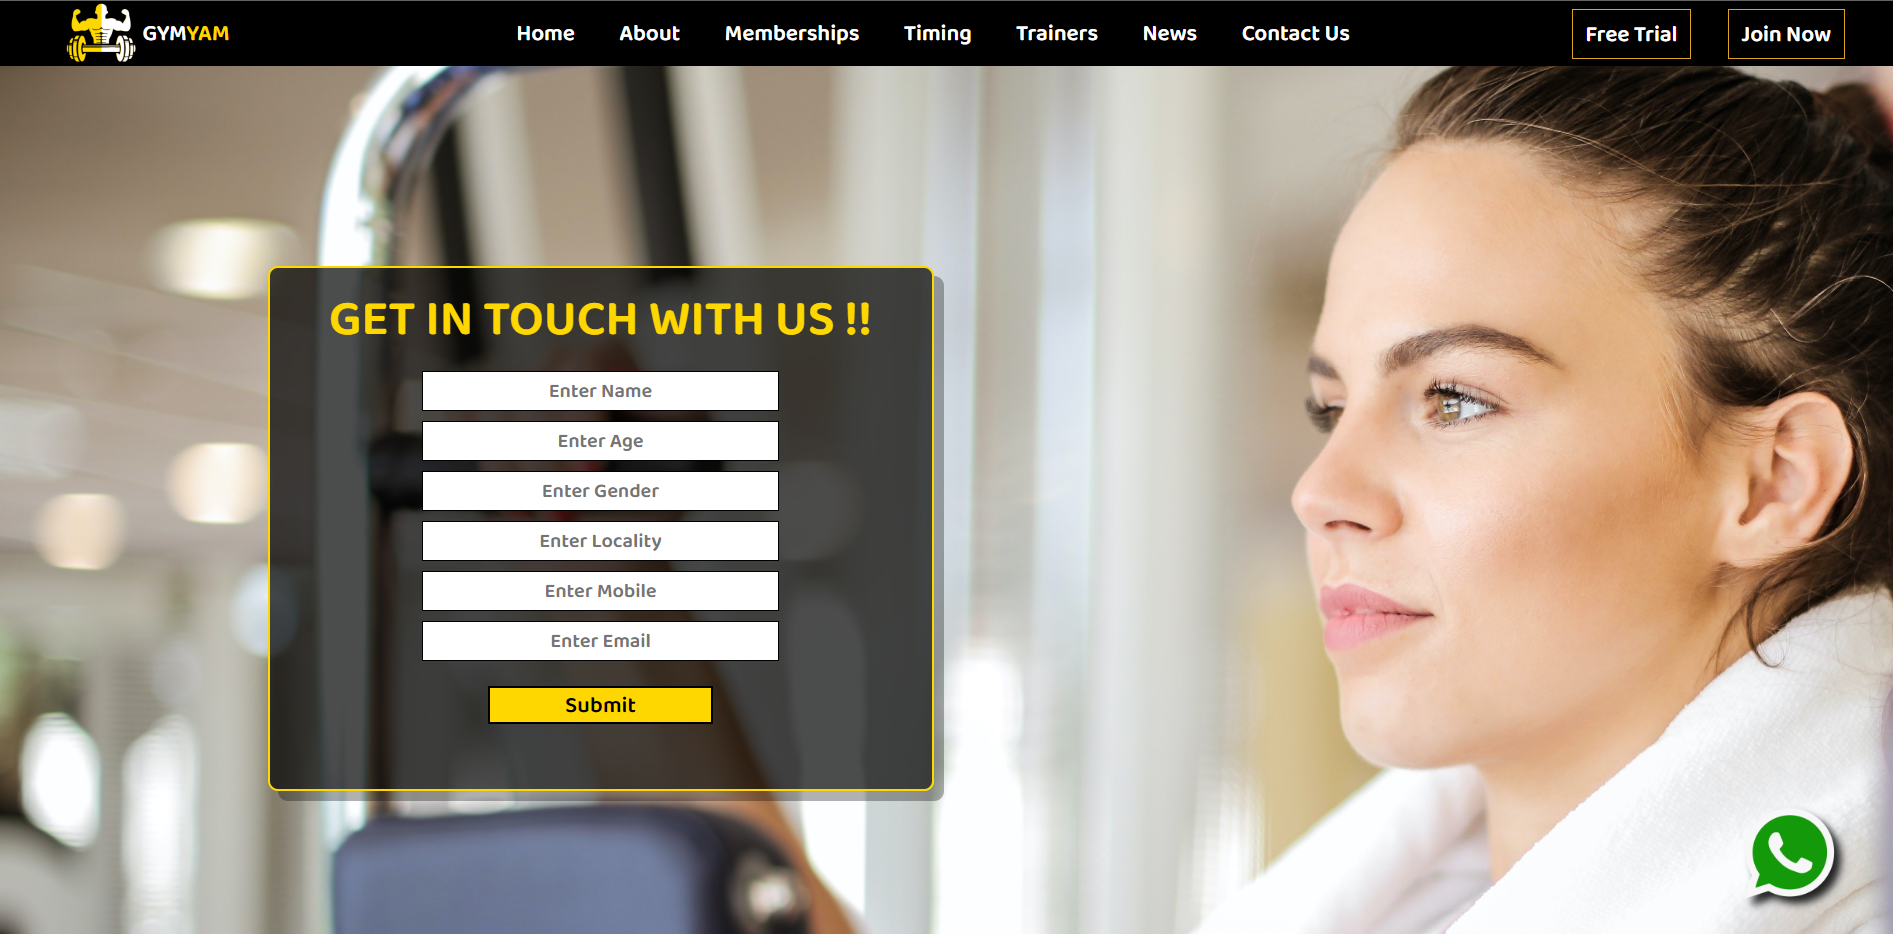 GYMYAM
Home About Memberships Timing Trainers News Contact Us
Free Trial Join Now
GET IN TOUCH WITH US !!
Enter Name
Enter Age
Enter Gender
Enter Locality
Enter Mobile
Enter Email
Submit